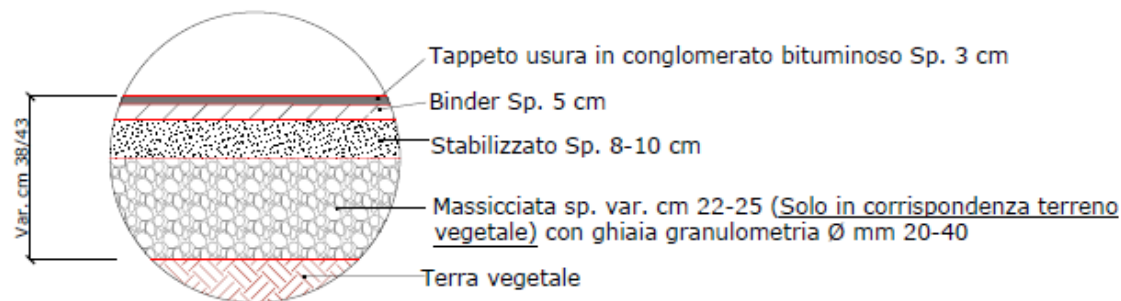 Tappeto usura in conglomerato bituminoso Sp. 3 cm
Binder Sp. 5 cm
Var. cm 38/43
Stabilizzato Sp. 8-10 cm
Massicciata sp. var. cm 22-25 (Solo in corrispondenza terreno
vegetale) con ghiaia granulometria Ø mm 20-40
Terra vegetale